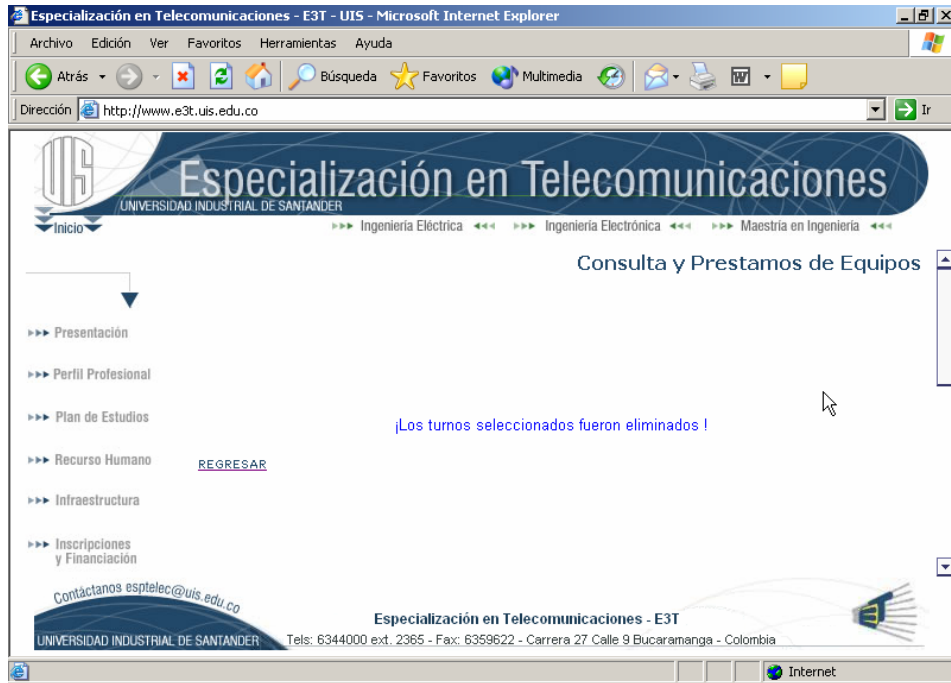 Especialización en Telecomunicaciones - E3T - UIS - Microsoft Internet Explorer
Archivo Edición Ver Favoritos Herramientas Ayuda
Atrás Búsqueda Favoritos Multimedia
Dirección http://www.e3t.uis.edu.co Ir
UIS
Especialización en Telecomunicaciones
UNIVERSIDAD INDUSTRIAL DE SANTANDER
Inicio
Ingeniería Eléctrica Ingeniería Electrónica Maestría en Ingeniería
Consulta y Prestamos de Equipos
Presentación
Perfil Profesional
Plan de Estudios
¡Los turnos seleccionados fueron eliminados !
Recurso Humano
REGRESAR
Infraestructura
Inscripciones
y Financiación
Contáctanos esptelec@uis.edu.co
Especialización en Telecomunicaciones - E3T
UNIVERSIDAD INDUSTRIAL DE SANTANDER
Tels: 6344000 ext. 2365 - Fax: 6359622 - Carrera 27 Calle 9 Bucaramanga - Colombia
Internet